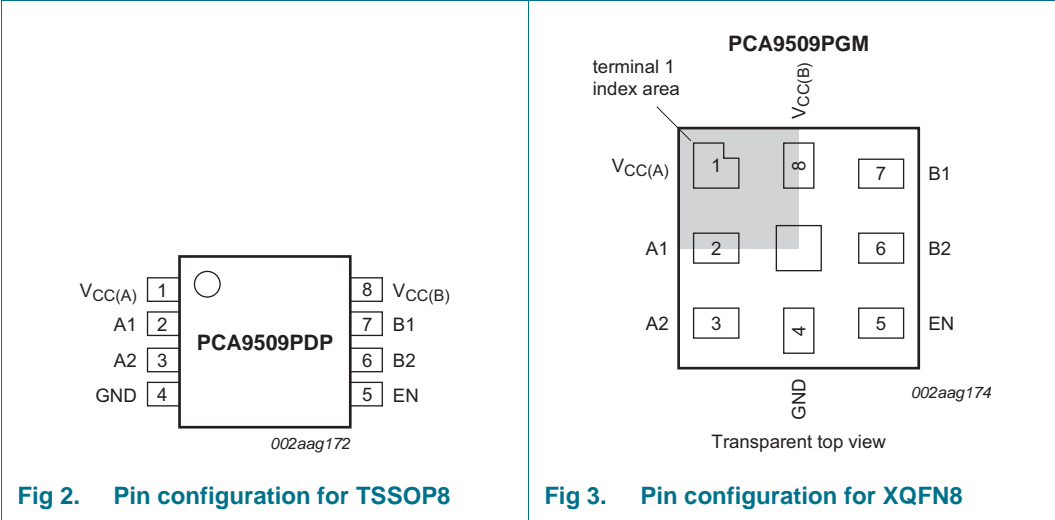 VCC(A) 1
A1 2
A2 3
GND 4
PCA9509PDP
8 VCC(B)
7 B1
6 B2
5 EN
002aag172
Fig 2. Pin configuration for TSSOP8
PCA9509PGM
terminal 1
index area
VCC(B)
VCC(A) 1
8
7 B1
A1 2
6 B2
A2 3
4
5 EN
GND
002aag174
Transparent top view
Fig 3. Pin configuration for XQFN8